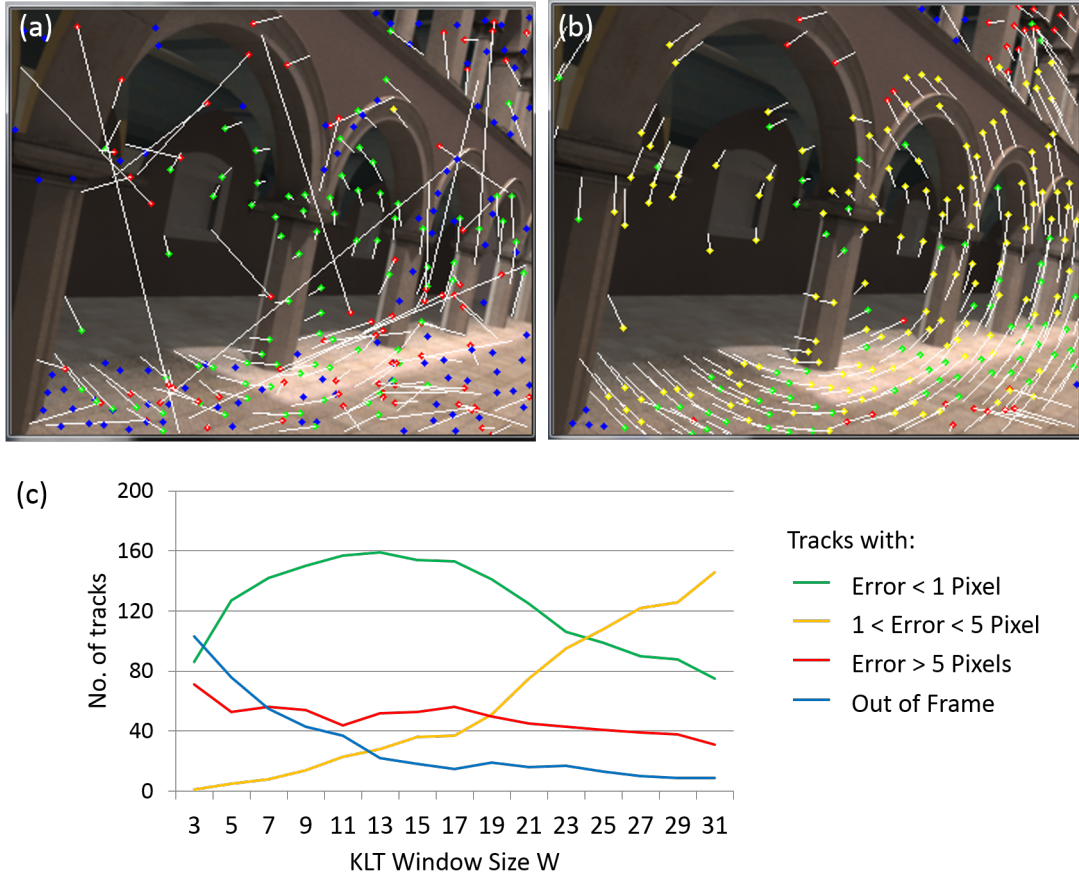 (a)
(b)
(c)
No. of tracks
200
160
120
80
40
0
3 5 7 9 11 13 15 17 19 21 23 25 27 29 31
KLT Window Size W
Tracks with:
Error < 1 Pixel
1 < Error < 5 Pixel
Error > 5 Pixels
Out of Frame